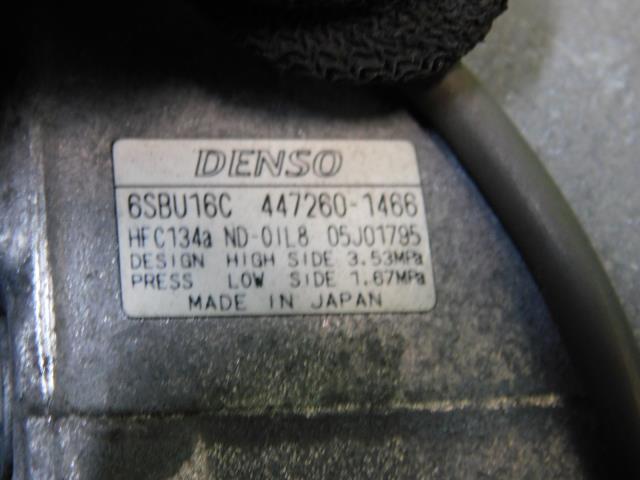 DENSO
6SBU16C 447260-1466
HFC134a ND-OIL8 05J01795
DESIGN HIGH SIDE 3.53MPa
PRESS LOW SIDE 1.67MPa
MADE IN JAPAN